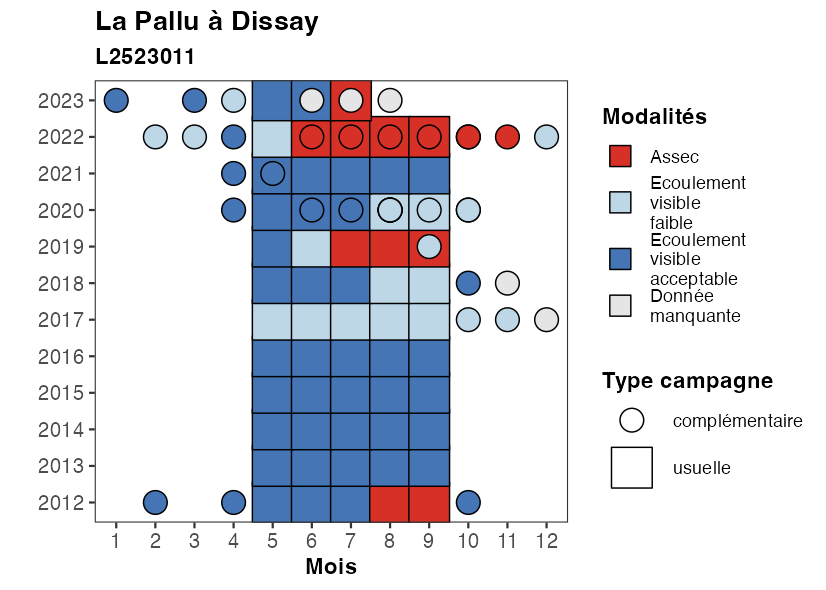 La Pallu à Dissay
L2523011
2023
2022
2021
2020
2019
2018
2017
2016
2015
2014
2013
2012
1 2 3 4 5 6 7 8 9 10 11 12
Mois
Modalités
Assec
Ecoulement
visible
faible
Ecoulement
visible
acceptable
Donnée
manquante
Type campagne
complémentaire
usuelle